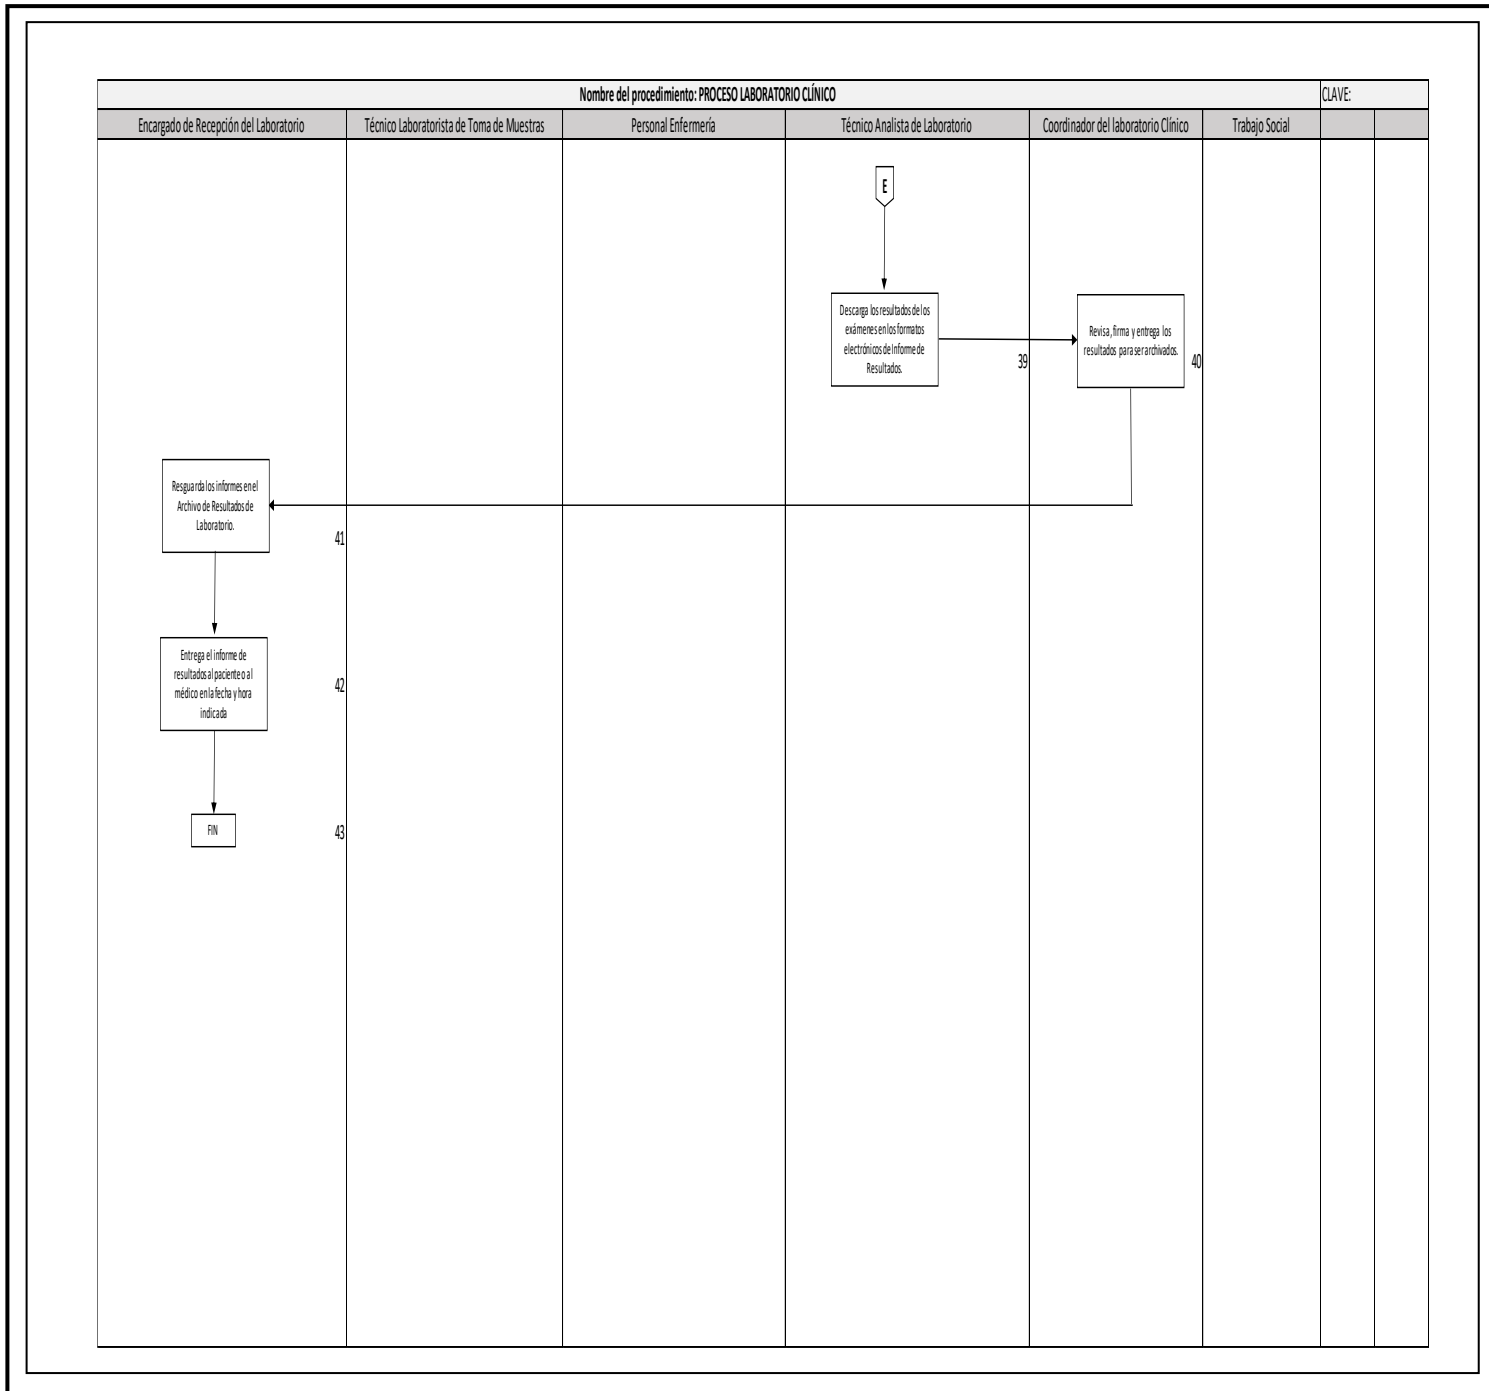 Nombre del procedimiento: PROCESO LABORATORIO CLÍNICO
CLAVE:
Encargado de Recepción del Laboratorio
Técnico Laboratorista de Toma de Muestras
Personal Enfermería
Técnico Analista de Laboratorio
Coordinador del laboratorio Clínico
Trabajo Social
E
Descarga los resultados de los
exámenes en los formatos
electrónicos de Informe de
Resultados.
39
Revisa, firma y entrega los
resultados para ser archivados.
40
Resguarda los informes en el
Archivo de Resultados de
Laboratorio.
41
Entrega el informe de
resultados al paciente o al
médico en la fecha y hora
indicada
42
FIN
43